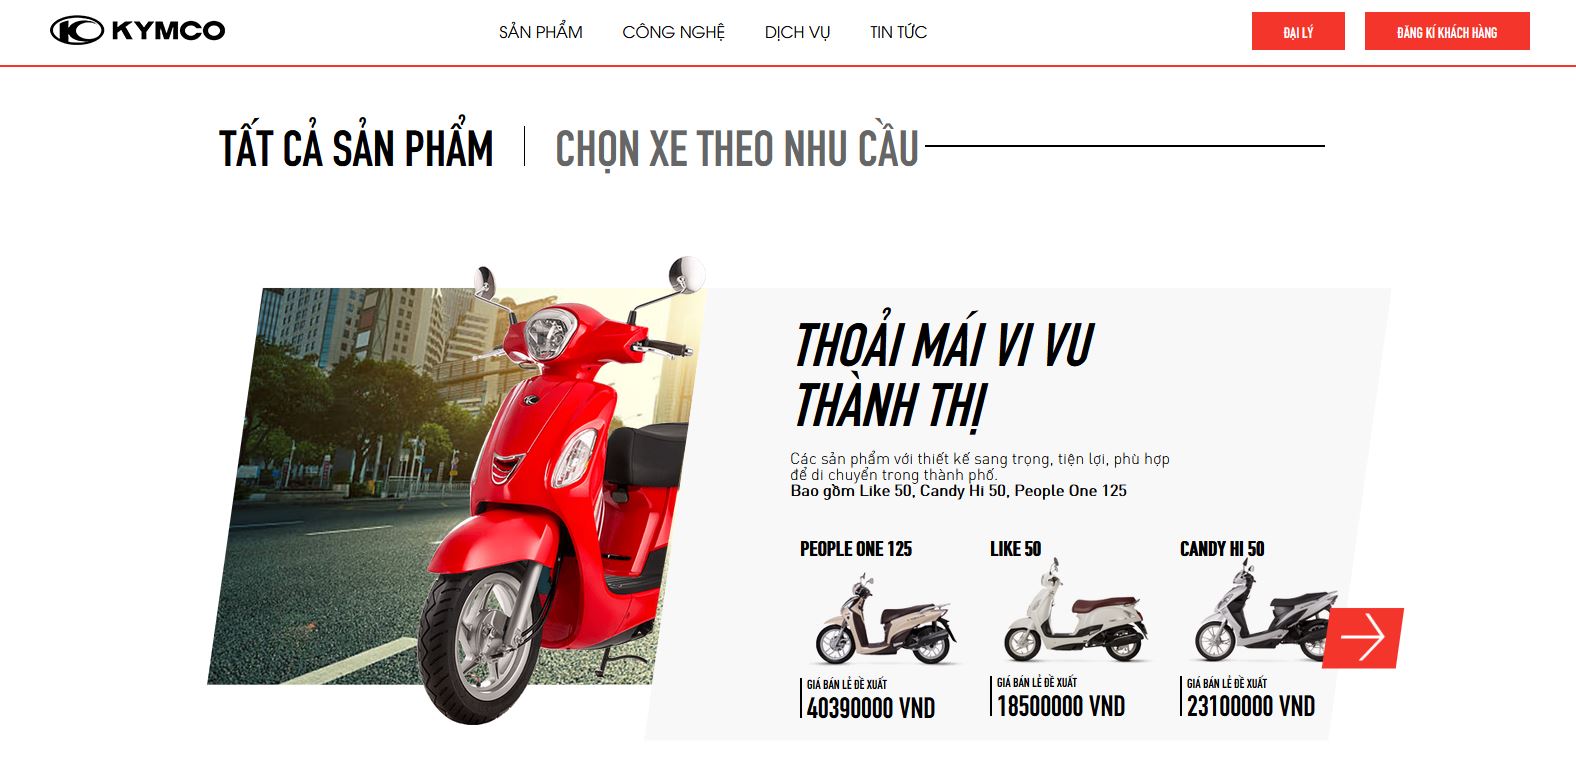 KYMCO
SẢN PHẨM
CÔNG NGHỆ
DỊCH VỤ
TIN TỨC
ĐẠI LÝ
ĐĂNG KÍ KHÁCH HÀNG
TẤT CẢ SẢN PHẨM
CHỌN XE THEO NHU CẦU
THOẢI MÁI VI VU
THÀNH THỊ
Các sản phẩm với thiết kế sang trọng, tiện lợi, phù hợp
để di chuyển trong thành phố.
Bao gồm Like 50, Candy Hi 50, People One 125
PEOPLE ONE 125
GIÁ BÁN LẺ ĐỀ XUẤT
40390000 VND
LIKE 50
GIÁ BÁN LẺ ĐỀ XUẤT
18500000 VND
CANDY HI 50
GIÁ BÁN LẺ ĐỀ XUẤT
23100000 VND